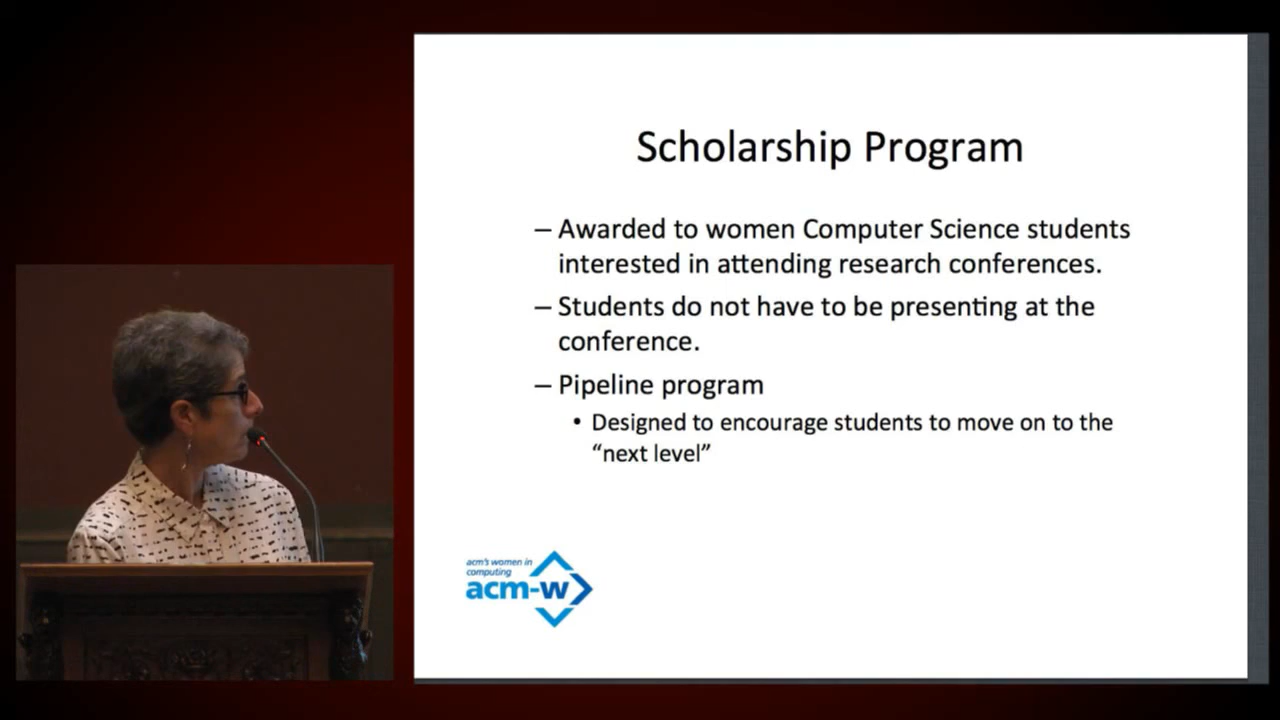 Scholarship Program
– Awarded to women Computer Science students
interested in attending research conferences.
– Students do not have to be presenting at the
conference.
– Pipeline program
• Designed to encourage students to move on to the
“next level”
acm's women in
computing
acm-w